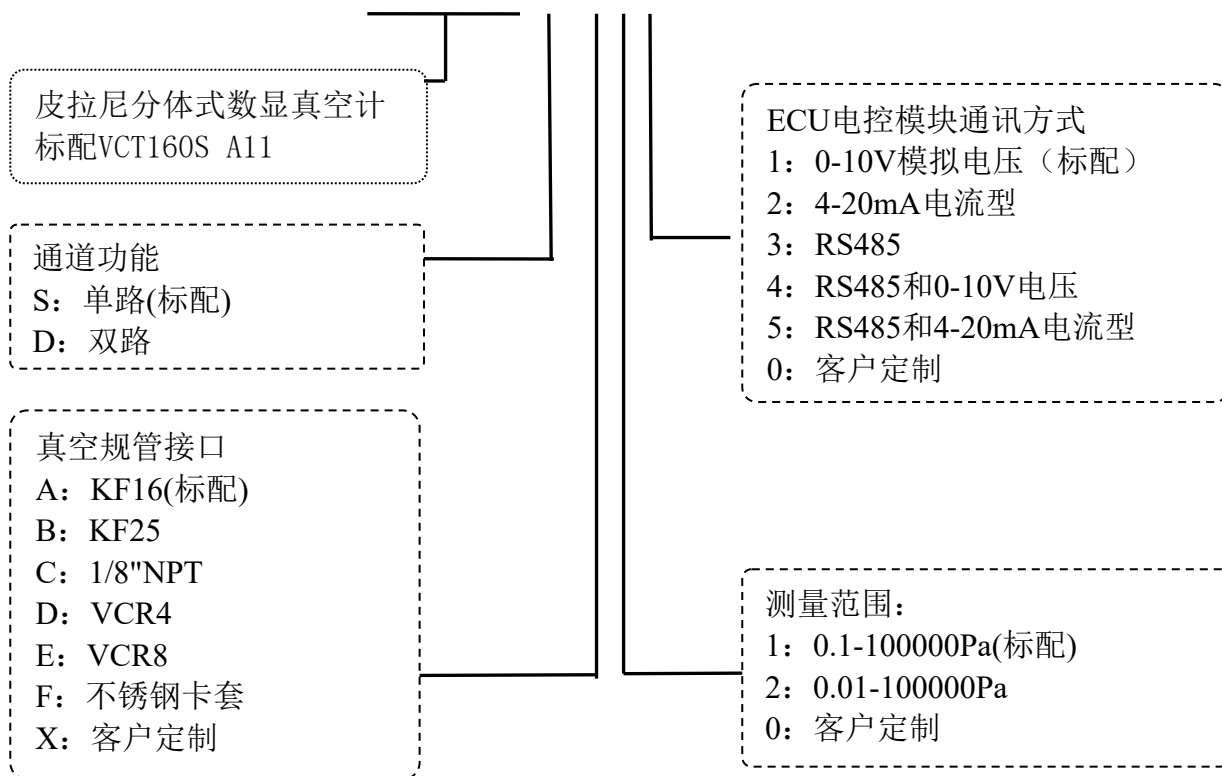 皮拉尼分体式数显真空计
标配VCT160S A11
通道功能
S：单路(标配)
D：双路
真空规管接口
A：KF16(标配)
B：KF25
C：1/8"NPT
D：VCR4
E：VCR8
F：不锈钢卡套
X：客户定制
ECU电控模块通讯方式
1：0-10V模拟电压（标配）
2：4-20mA电流型
3：RS485
4：RS485和0-10V电压
5：RS485和4-20mA电流型
0：客户定制
测量范围：
1：0.1-100000Pa(标配)
2：0.01-100000Pa
0：客户定制